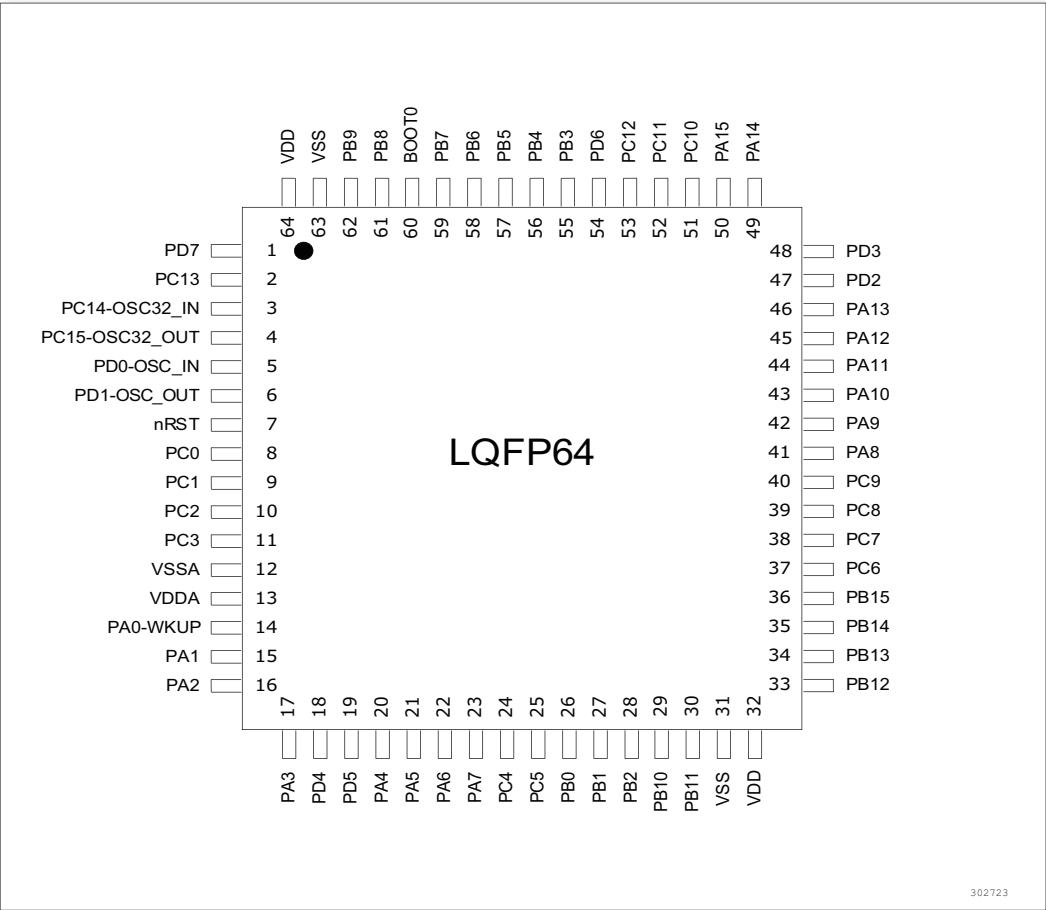 VDD
VSS
PB9
PB8
BOOT0
PB7
PB6
PB5
PB4
PB3
PD6
PC12
PC11
PC10
PA15
PA14
64
63
62
61
60
59
58
57
56
55
54
53
52
51
50
49
PD7 1
PC13 2
PC14-OSC32_IN 3
PC15-OSC32_OUT 4
PD0-OSC_IN 5
PD1-OSC_OUT 6
nRST 7
PC0 8
PC1 9
PC2 10
PC3 11
VSSA 12
VDDA 13
PA0-WKUP 14
PA1 15
PA2 16
LQFP64
48 PD3
47 PD2
46 PA13
45 PA12
44 PA11
43 PA10
42 PA9
41 PA8
40 PC9
39 PC8
38 PC7
37 PC6
36 PB15
35 PB14
34 PB13
33 PB12
17
18
19
20
21
22
23
24
25
26
27
28
29
30
31
32
PA3
PD4
PD5
PA4
PA5
PA6
PA7
PC4
PC5
PB0
PB1
PB2
PB10
PB11
VSS
VDD
302723